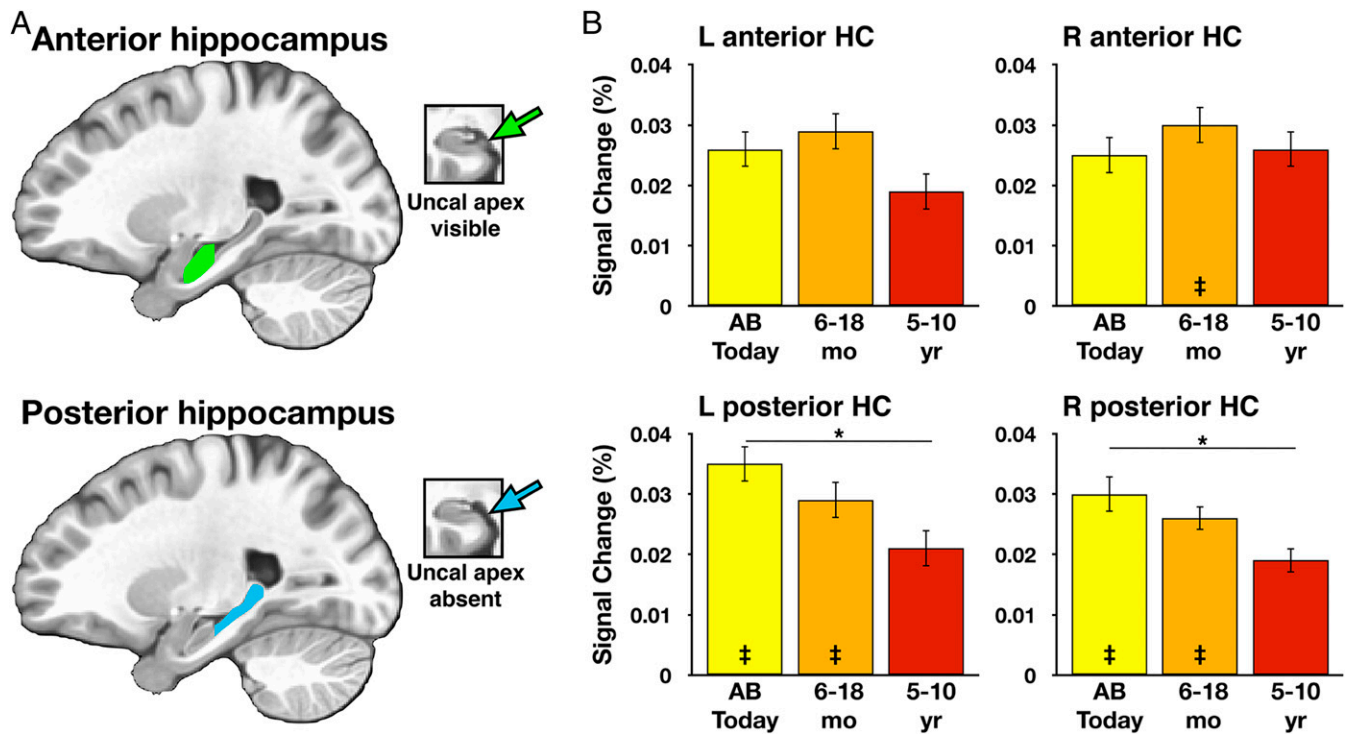 A
Anterior hippocampus
Uncal apex
visible
Posterior hippocampus
Uncal apex
absent
B
L anterior HC
Signal Change (%)
0.04
0.03
0.02
0.01
0
‡
AB
Today
6-18
mo
5-10
yr
R anterior HC
0.04
0.03
0.02
0.01
0
‡
AB
Today
6-18
mo
5-10
yr
L posterior HC
Signal Change (%)
0.04
0.03
0.02
0.01
0
*
‡
‡
AB
Today
6-18
mo
5-10
yr
R posterior HC
0.04
0.03
0.02
0.01
0
*
‡
‡
AB
Today
6-18
mo
5-10
yr